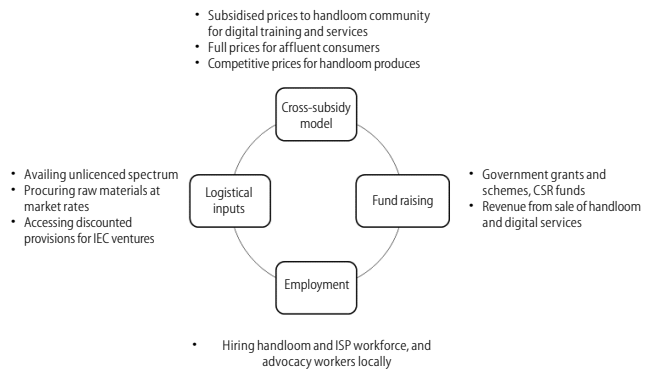 • Subsidised prices to handloom community
for digital training and services
• Full prices for affluent consumers
• Competitive prices for handloom produces
Cross-subsidy
model
• Availing unlicenced spectrum
• Procuring raw materials at
market rates
• Accessing discounted
provisions for IEC ventures
Logistical
inputs
Fund raising
• Government grants and
schemes, CSR funds
• Revenue from sale of handloom
and digital services
Employment
• Hiring handloom and ISP workforce, and
advocacy workers locally